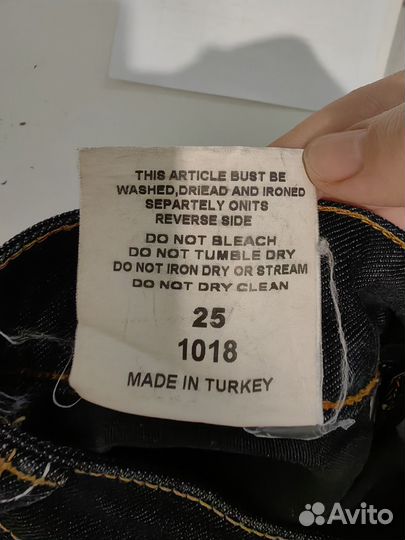 THIS ARTICLE BUST BE
WASHED,DRIEAD AND IRONED
SEPARTELY ONITS
REVERSE SIDE
DO NOT BLEACH
DO NOT TUMBLE DRY
DO NOT IRON DRY OR STREAM
DO NOT DRY CLEAN
25
1018
MADE IN TURKEY
Avito